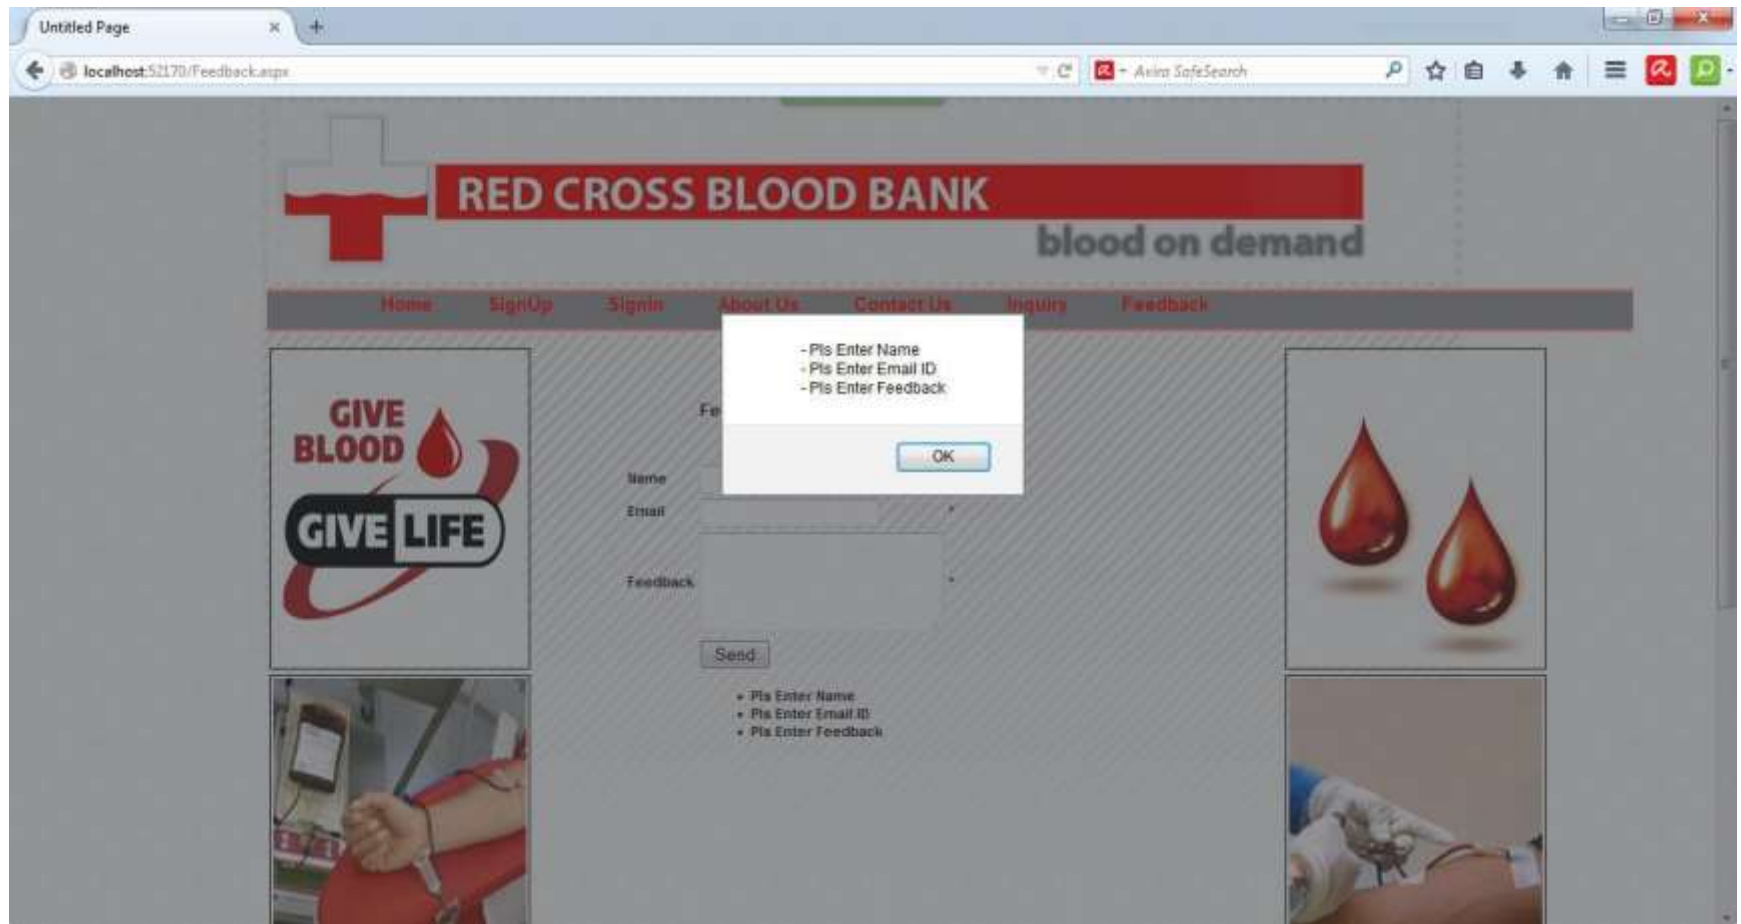 Untitled Page
localhost:52170/Feedback.aspx
Avira SafeSearch
RED CROSS BLOOD BANK
blood on demand
Home SignUp SignIn About Us Contact Us Inquiry Feedback
- Pls Enter Name
- Pls Enter Email ID
- Pls Enter Feedback
OK
GIVE
BLOOD
GIVE LIFE
Name
Email *
Feedback *
Send
• Pls Enter Name
• Pls Enter Email ID
• Pls Enter Feedback